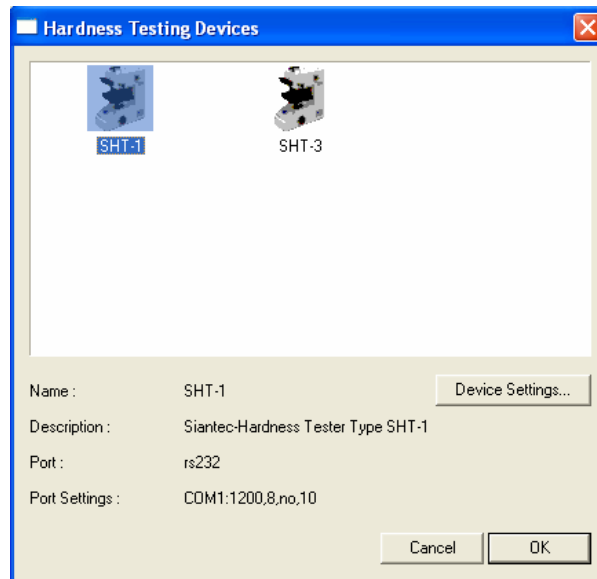 Hardness Testing Devices
SHT-1 SHT-3
Name : SHT-1 Device Settings...
Description : Siantec-Hardness Tester Type SHT-1
Port : rs232
Port Settings : COM1:1200,8,no,10
Cancel OK